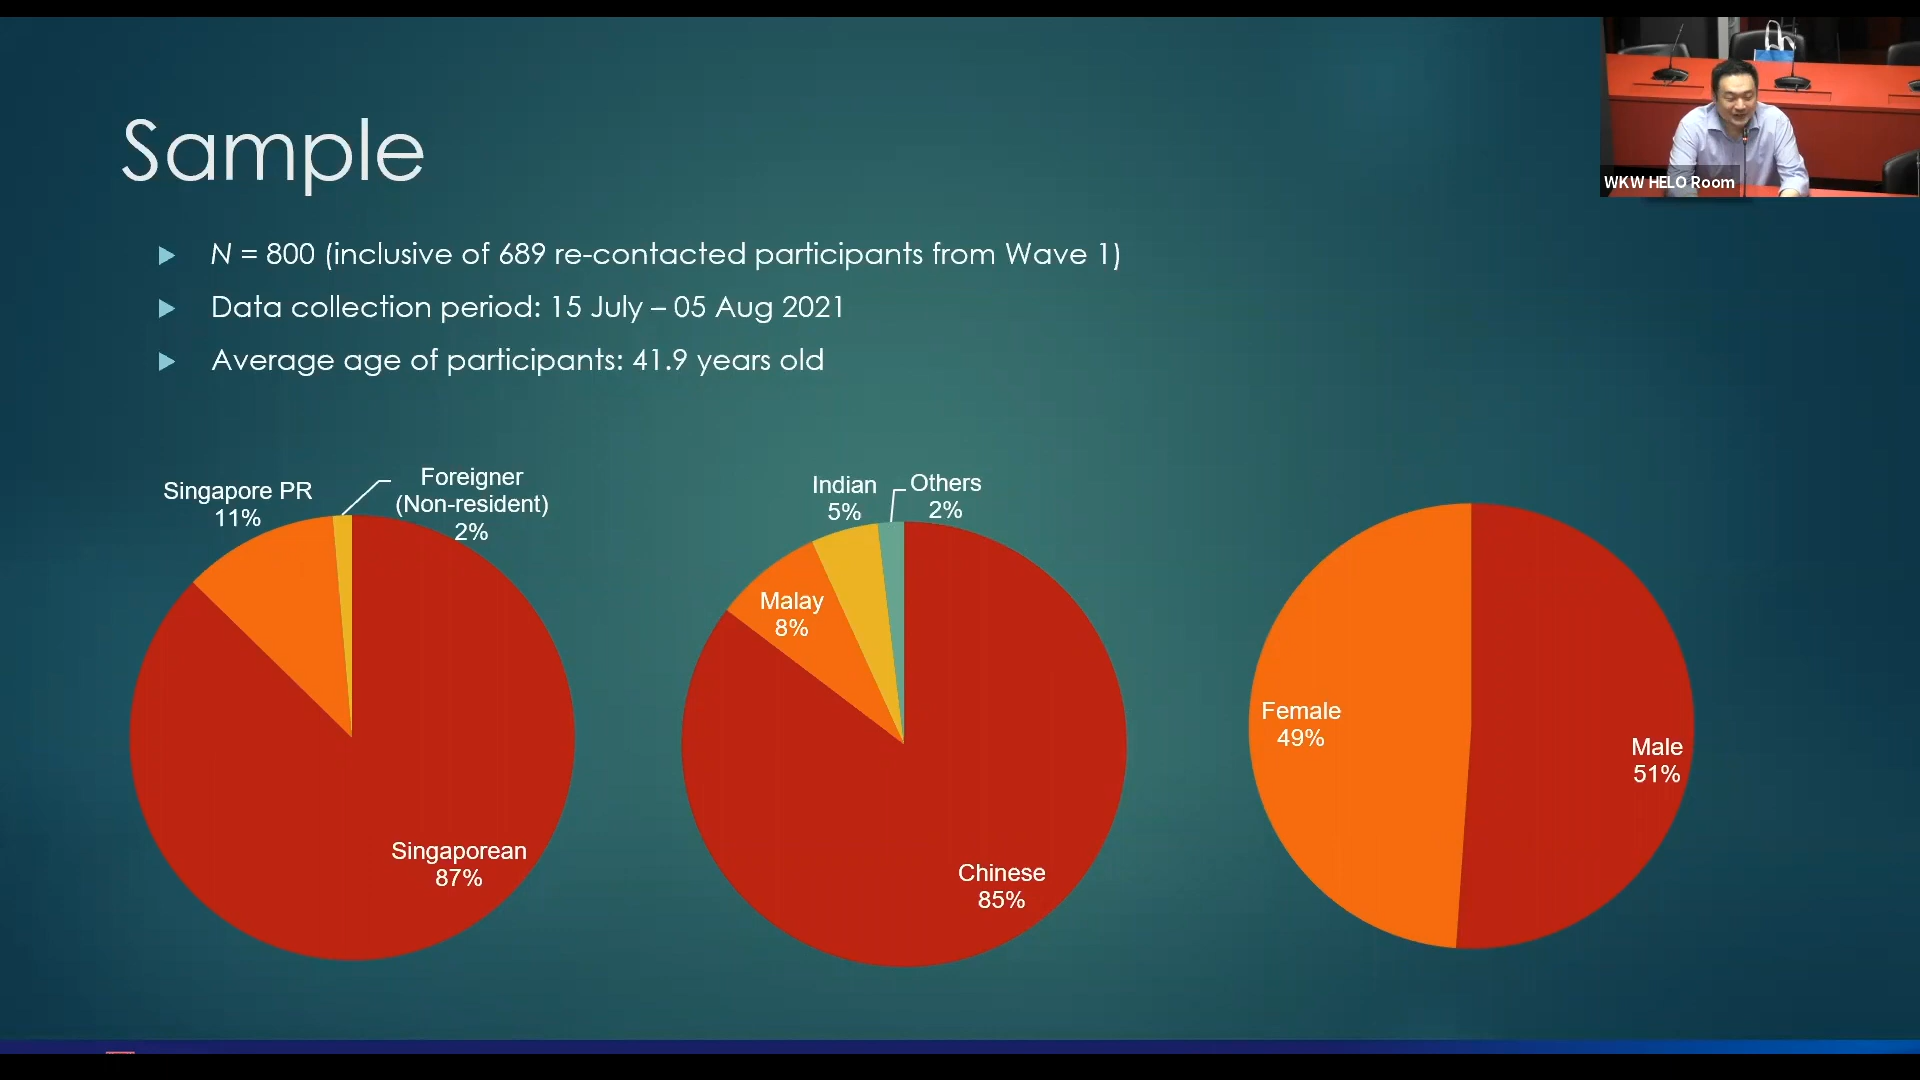 WKW HELO Room
Sample
N = 800 (inclusive of 689 re-contacted participants from Wave 1)
Data collection period: 15 July – 05 Aug 2021
Average age of participants: 41.9 years old
Singapore PR
11%
Foreigner
(Non-resident)
2%
Singaporean
87%
Indian
5%
Others
2%
Malay
8%
Chinese
85%
Female
49%
Male
51%